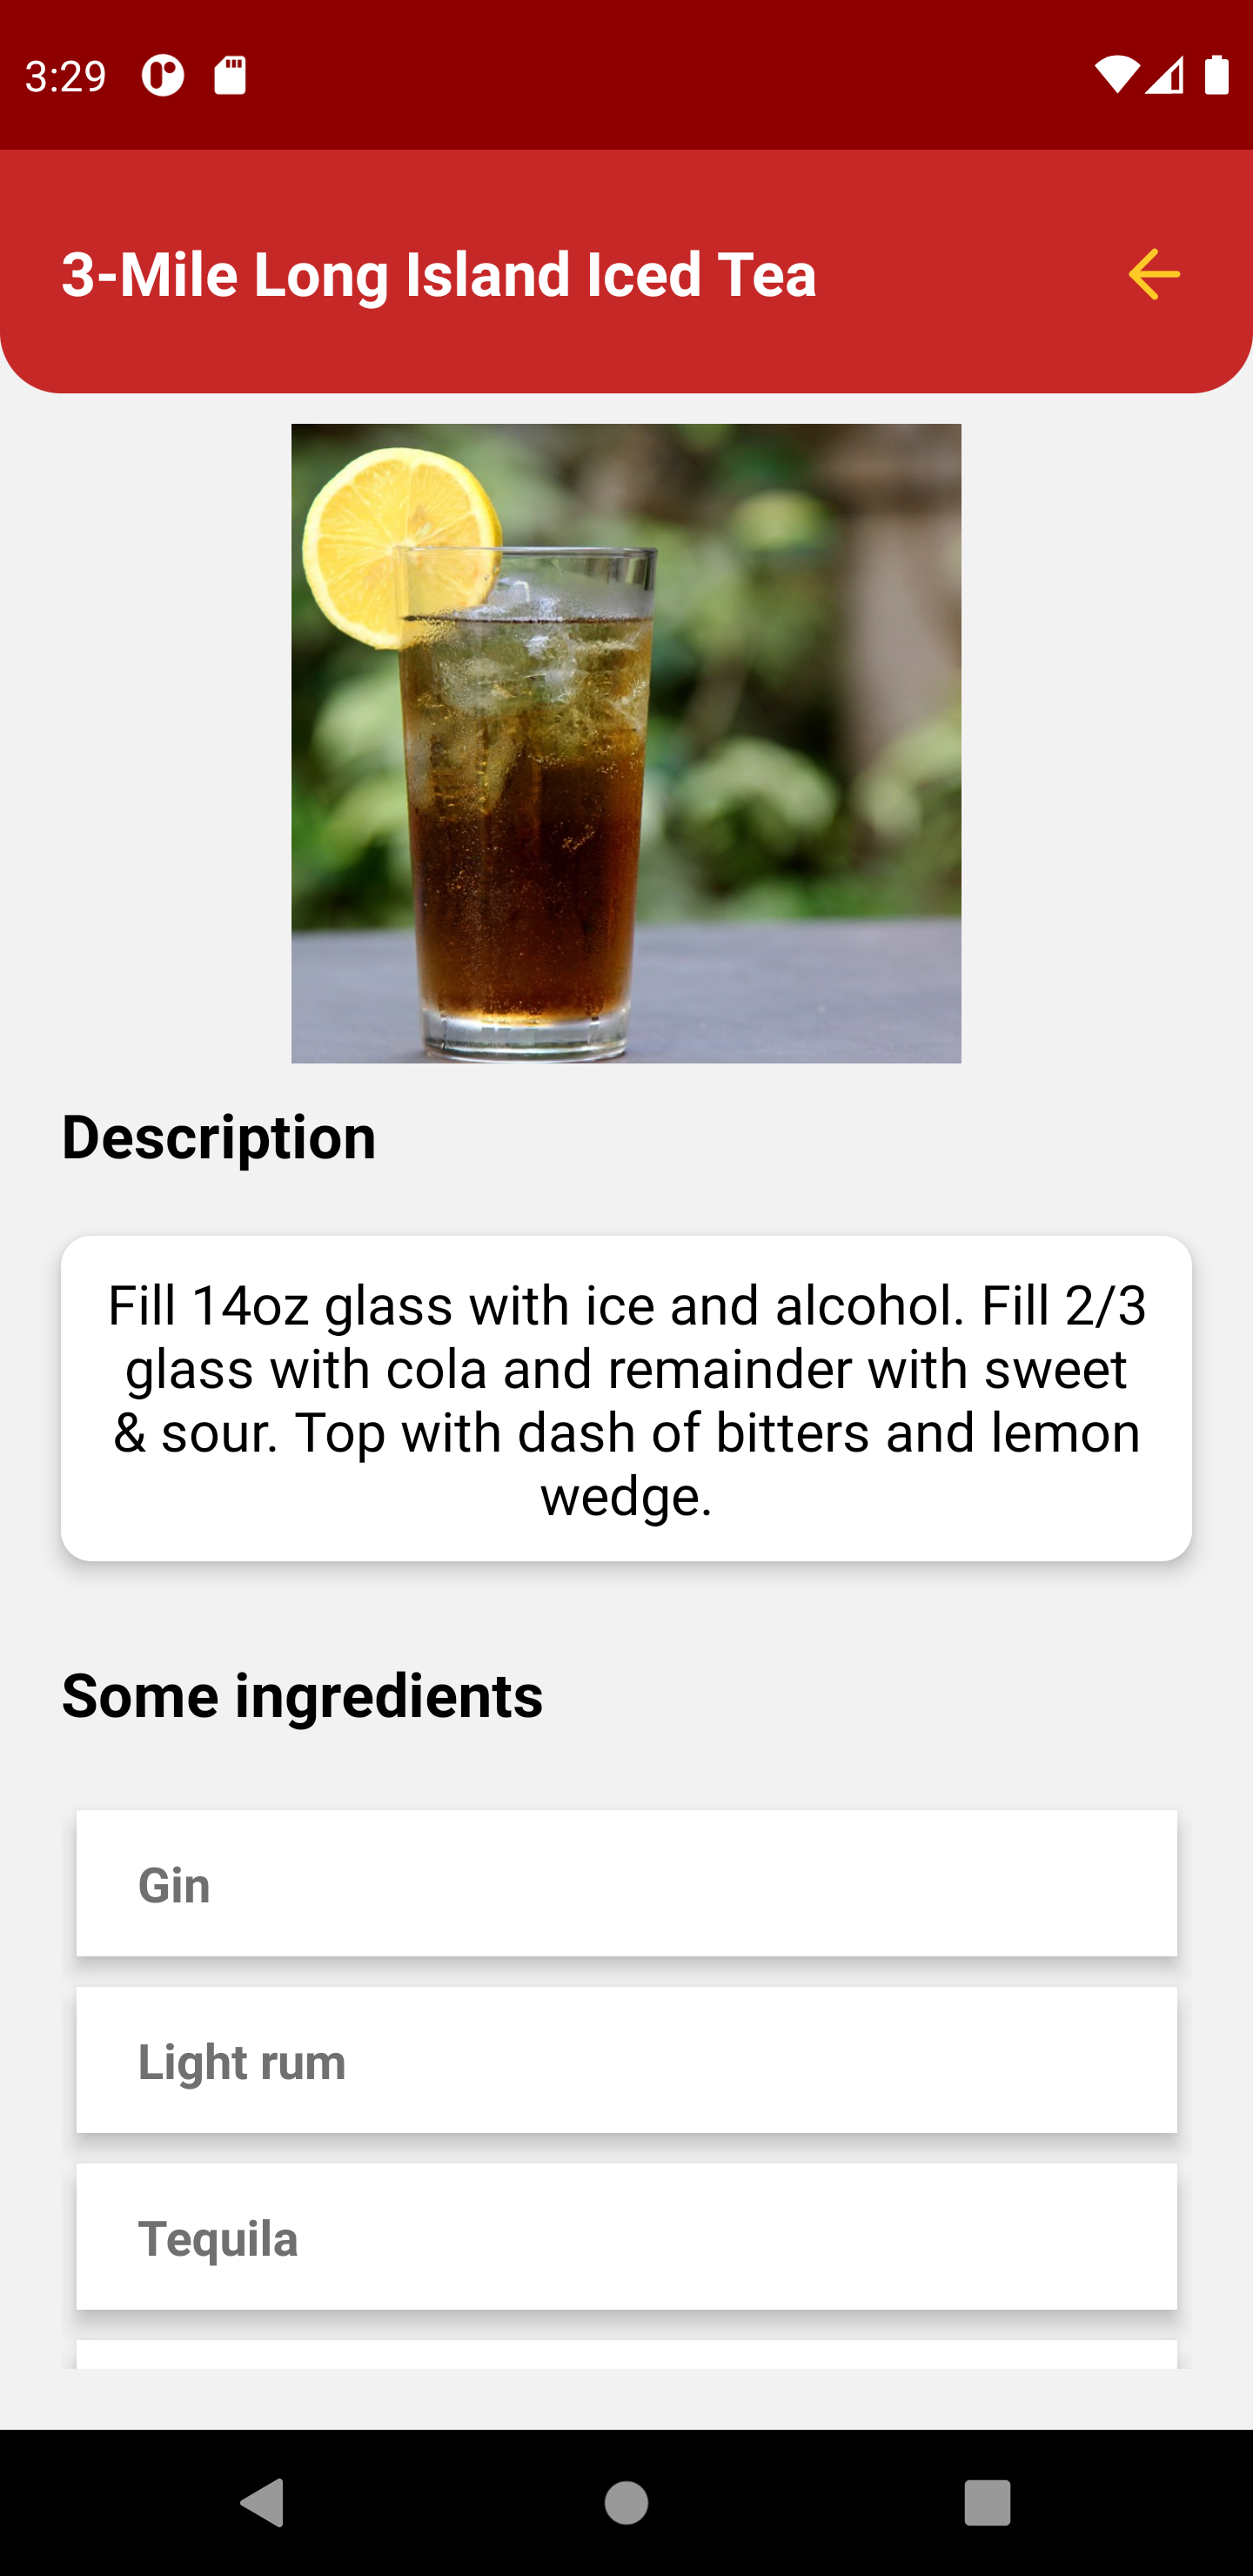 3:29
3-Mile Long Island Iced Tea
Description
Fill 14oz glass with ice and alcohol. Fill 2/3
glass with cola and remainder with sweet
& sour. Top with dash of bitters and lemon
wedge.
Some ingredients
Gin
Light rum
Tequila